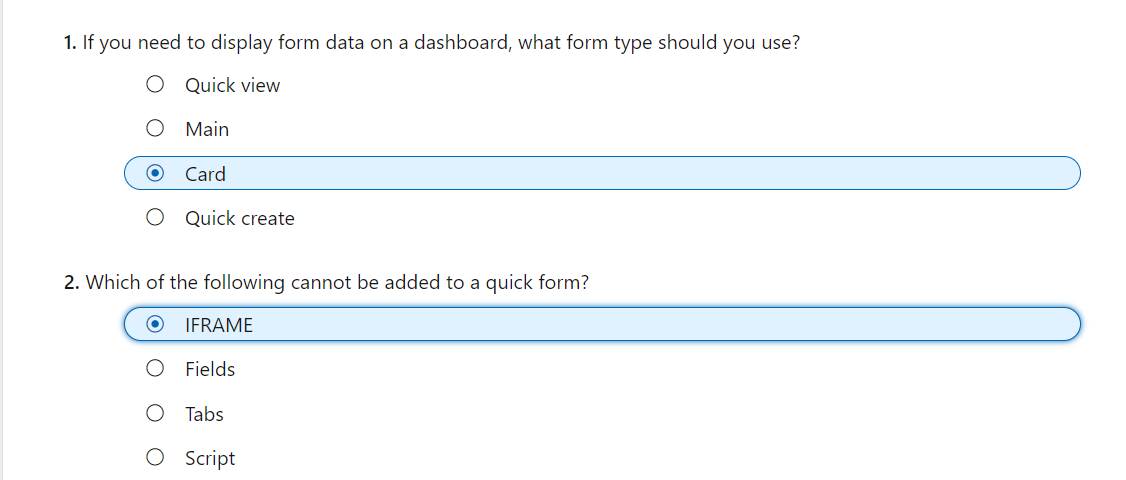 1. If you need to display form data on a dashboard, what form type should you use?
Quick view
Main
Card
Quick create
2. Which of the following cannot be added to a quick form?
IFRAME
Fields
Tabs
Script